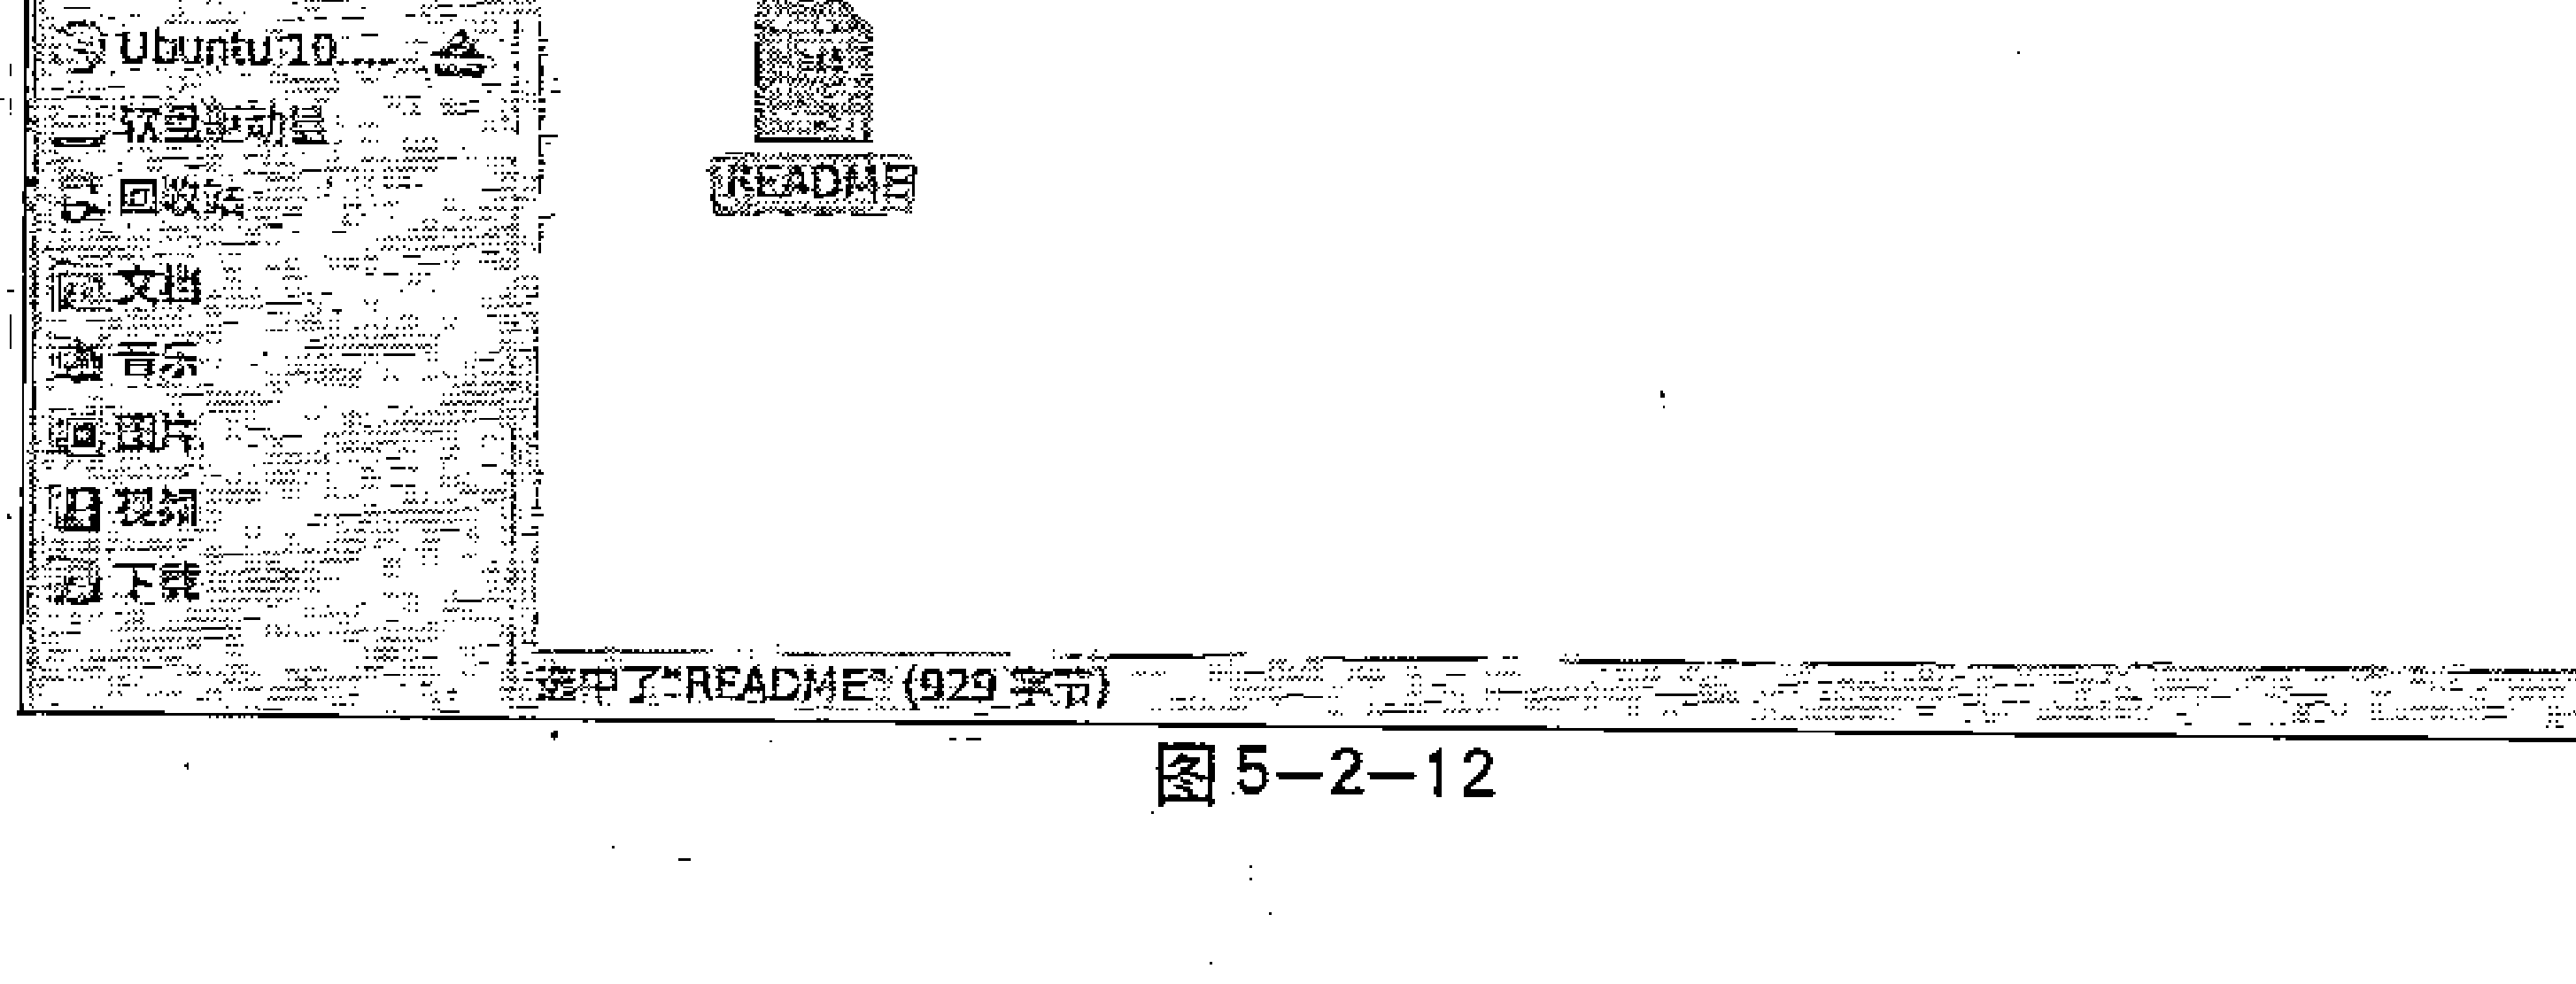 Ubuntu 10....
软盘驱动器
回收站
文档
音乐
图片
视频
下载
README
选中了“README” (929 字节)
图 5-2-12